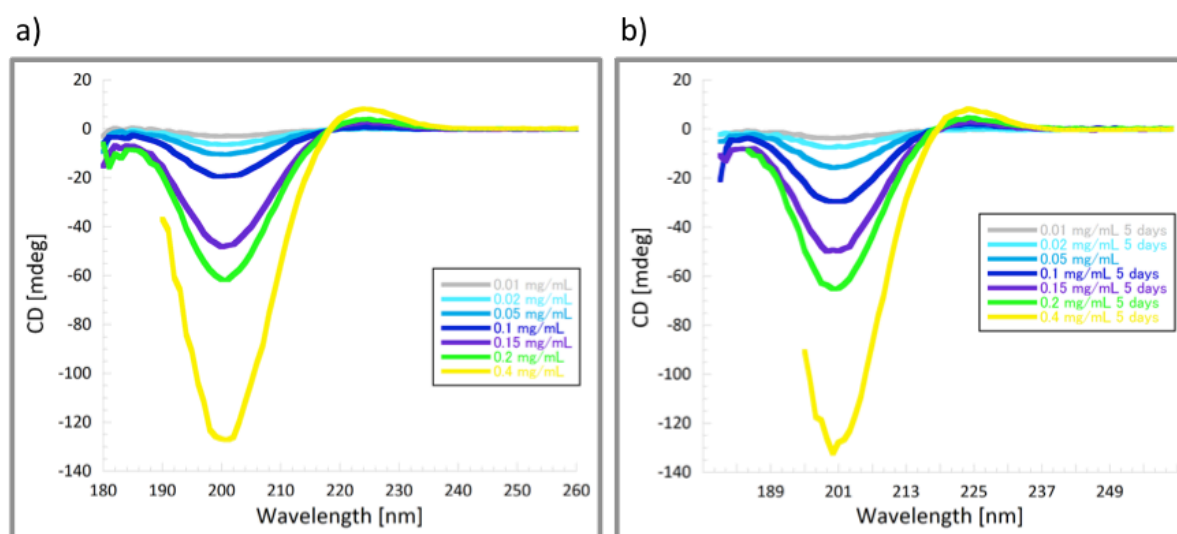 a)
20
0
-20
-40
-60
-80
-100
-120
-140
CD [mdeg]
180 190 200 210 220 230 240 250 260
Wavelength [nm]
0.01 mg/mL
0.02 mg/mL
0.05 mg/mL
0.1 mg/mL
0.15 mg/mL
0.2 mg/mL
0.4 mg/mL
b)
20
0
-20
-40
-60
-80
-100
-120
-140
CD [mdeg]
189 201 213 225 237 249
Wavelength [nm]
0.01 mg/mL 5 days
0.02 mg/mL 5 days
0.05 mg/mL
0.1 mg/mL 5 days
0.15 mg/mL 5 days
0.2 mg/mL 5 days
0.4 mg/mL 5 days